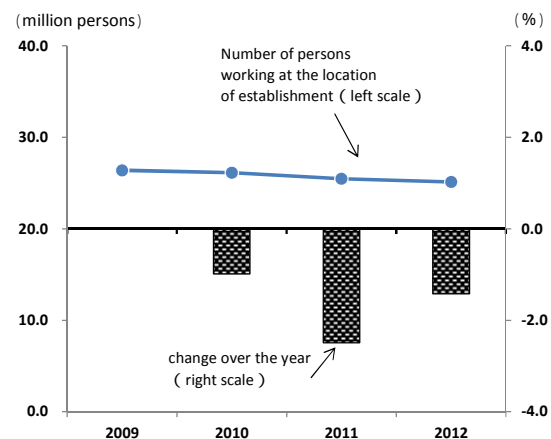 (million persons)
(%)
40.0
4.0
Number of persons
working at the location
of establishment ( left scale )
30.0
2.0
20.0
0.0
10.0
-2.0
change over the year
( right scale )
0.0
-4.0
2009 2010 2011 2012